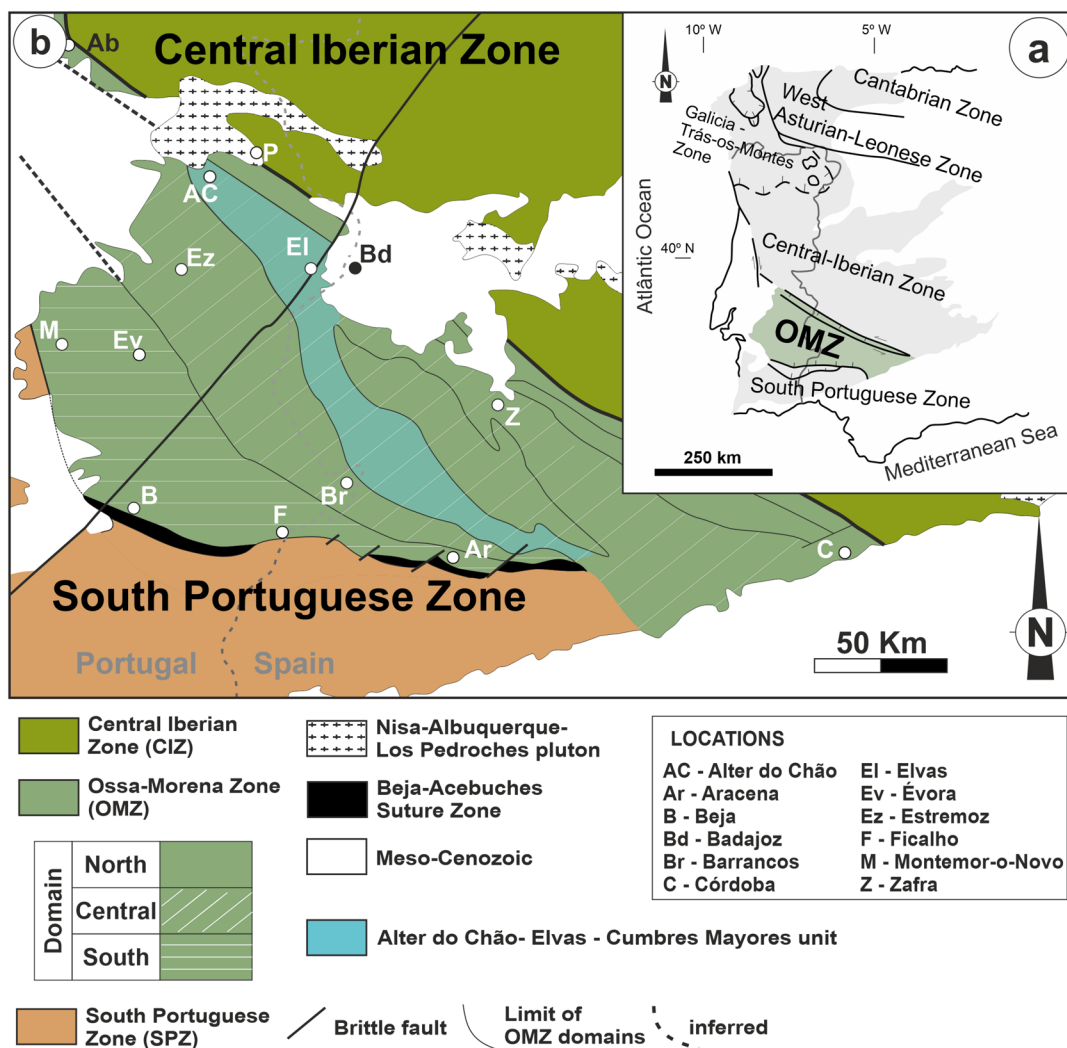 b
Ab
Central Iberian Zone
P
AC
El
Bd
Ez
M
Ev
Z
B
Br
F
Ar
C
South Portuguese Zone
Portugal
Spain
50 Km
N
a
10º W
5º W
N
Cantabrian Zone
West
Asturian-Leonese Zone
Galicia -
Trás-os-Montes
Zone
Atlântic Ocean
40º N
Central-Iberian Zone
OMZ
South Portuguese Zone
Mediterranean Sea
250 km
Central Iberian
Zone (CIZ)
Ossa-Morena Zone
(OMZ)
Domain
North
Central
South
South Portuguese
Zone (SPZ)
Nisa-Albuquerque-
Los Pedroches pluton
Beja-Acebuches
Suture Zone
Meso-Cenozoic
Alter do Chão- Elvas - Cumbres Mayores unit
Brittle fault
Limit of
OMZ domains
inferred
LOCATIONS
AC - Alter do Chão
Ar - Aracena
B - Beja
Bd - Badajoz
Br - Barrancos
C - Córdoba
El - Elvas
Ev - Évora
Ez - Estremoz
F - Ficalho
M - Montemor-o-Novo
Z - Zafra